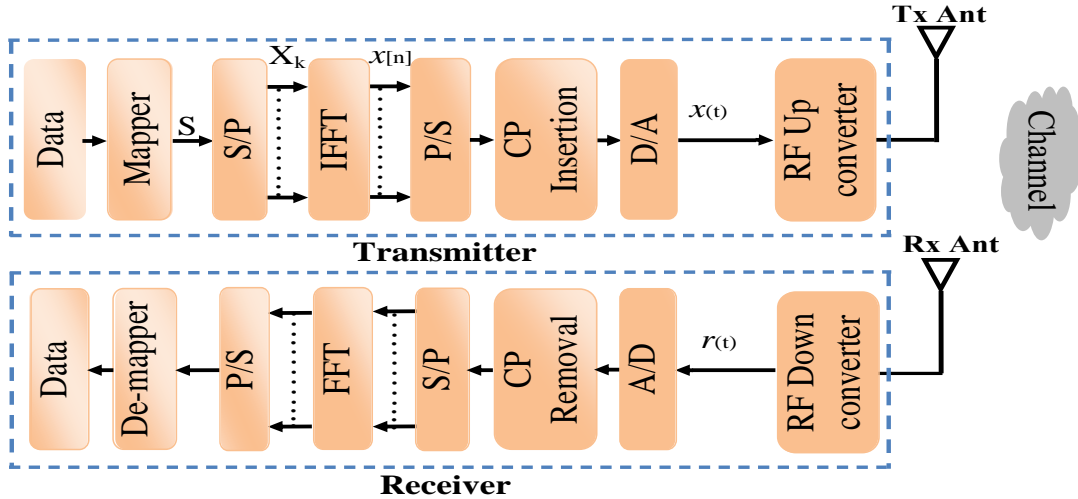 Tx Ant
Data
Mapper
S
S/P
X_k
IFFT
x[n]
P/S
CP
Insertion
D/A
x(t)
RF Up
converter
Channel
Transmitter
Rx Ant
Data
De-mapper
P/S
FFT
S/P
CP
Removal
A/D
r(t)
RF Down
converter
Receiver